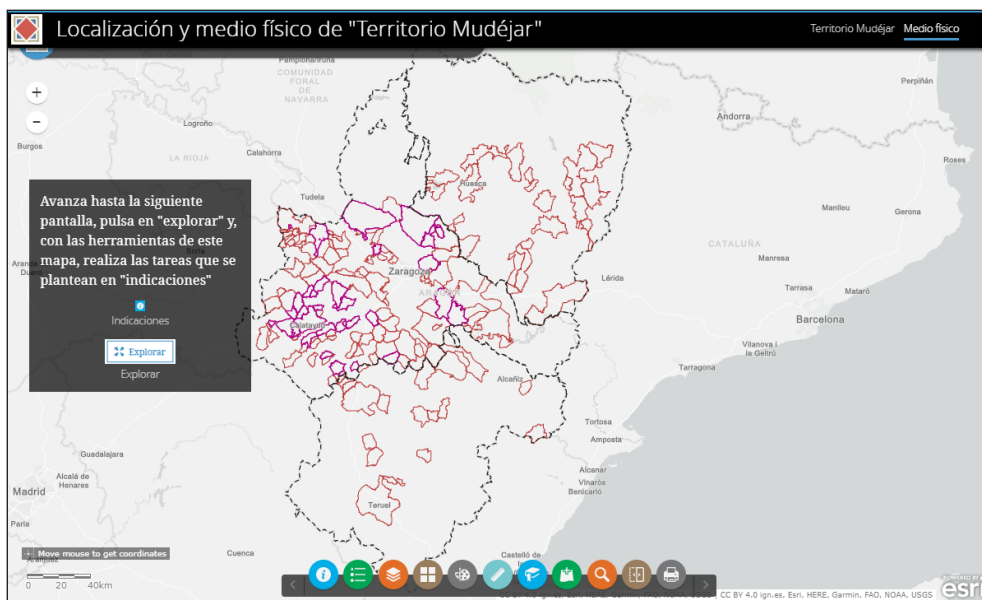 Localización y medio físico de "Territorio Mudéjar"
Territorio Mudéjar
Medio físico
COMUNIDAD
FORAL
DE
NAVARRA
Perpiñán
+
−
Andorra
Logroño
Burgos
Calahorra
LA RIOJA
Roses
Huesca
Tudela
Manlleu
Gerona
Avanza hasta la siguiente
pantalla, pulsa en "explorar" y,
con las herramientas de este
mapa, realiza las tareas que se
plantean en "indicaciones"
Indicaciones
Explorar
Explorar
CATALUÑA
Manresa
Zaragoza
Lérida
Tarrasa
Mataró
ARAGÓN
Barcelona
Calatayud
Vilanova i
la Geltrú
Tarragona
Alcañiz
Tortosa
Amposta
Guadalajara
Alcanar
Vinaròs
Benicarló
Alcalá de
Henares
Madrid
Teruel
Parla
Move mouse to get coordinates
Cuenca
Castelló de
0 20 40km
CC BY 4.0 ign.es, Esri, HERE, Garmin, FAO, NOAA, USGS
POWERED BY
esri